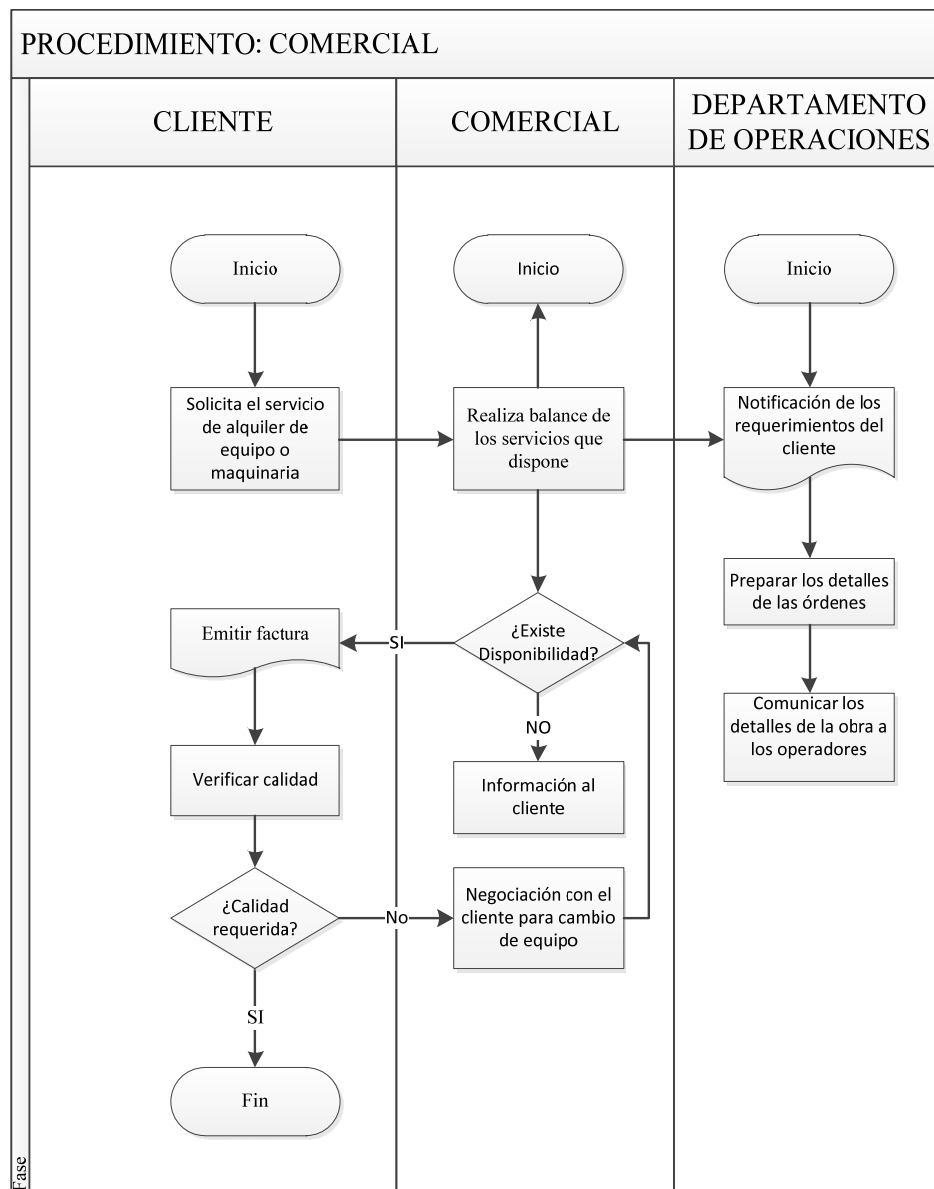 PROCEDIMIENTO: COMERCIAL
CLIENTE
COMERCIAL
DEPARTAMENTO
DE OPERACIONES
Inicio
Inicio
Inicio
Solicita el servicio
de alquiler de
equipo o
maquinaria
Realiza balance de
los servicios que
dispone
Notificación de los
requerimientos del
cliente
Preparar los detalles
de las órdenes
Emitir factura
SI
¿Existe
Disponibilidad?
NO
Comunicar los
detalles de la obra a
los operadores
Verificar calidad
Información al
cliente
¿Calidad
requerida?
No
Negociación con el
cliente para cambio
de equipo
SI
Fin
Fase